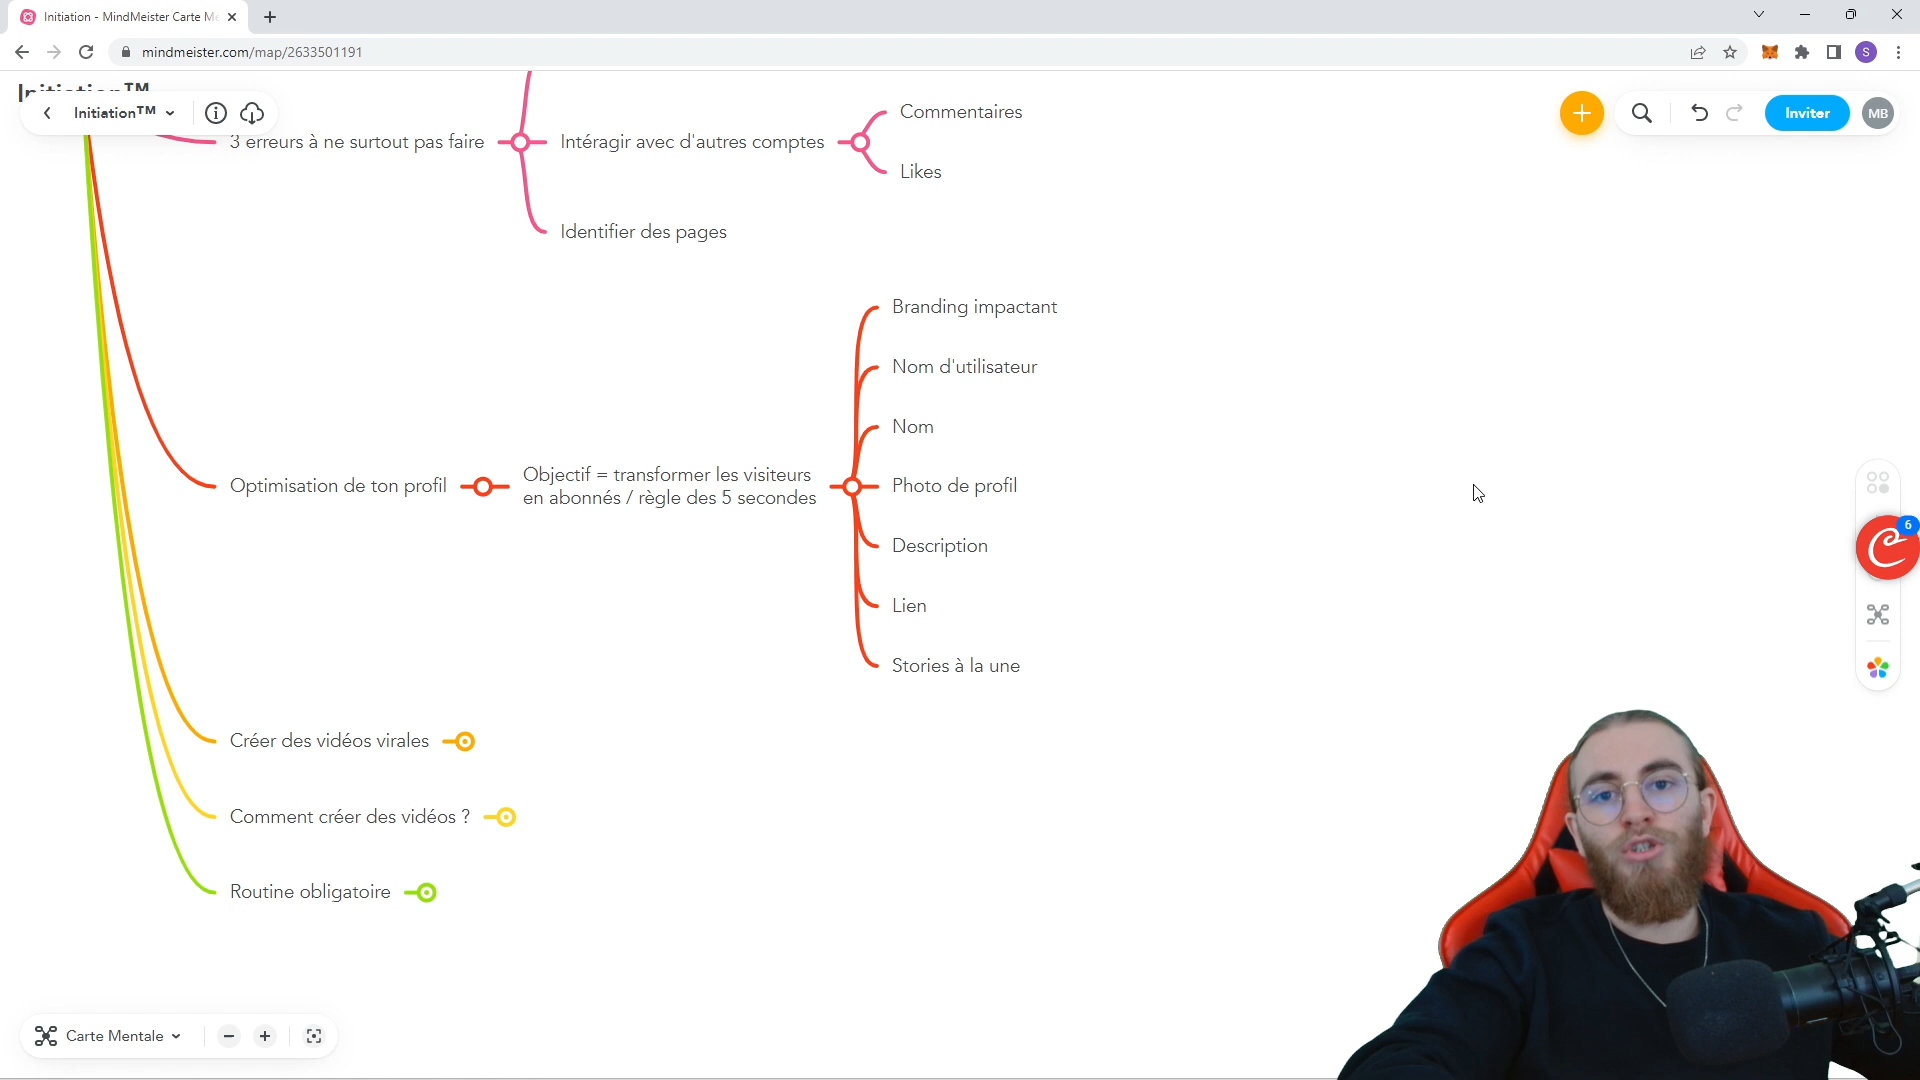 Initiation - MindMeister Carte Me
mindmeister.com/map/2633501191
S
Initiation™
Initiation™
Inviter
MB
Commentaires
3 erreurs à ne surtout pas faire
Intéragir avec d'autres comptes
Likes
Identifier des pages
Branding impactant
Nom d'utilisateur
Nom
Optimisation de ton profil
Objectif = transformer les visiteurs
en abonnés / règle des 5 secondes
Photo de profil
Description
Lien
Stories à la une
6
Créer des vidéos virales
Comment créer des vidéos ?
Routine obligatoire
Carte Mentale